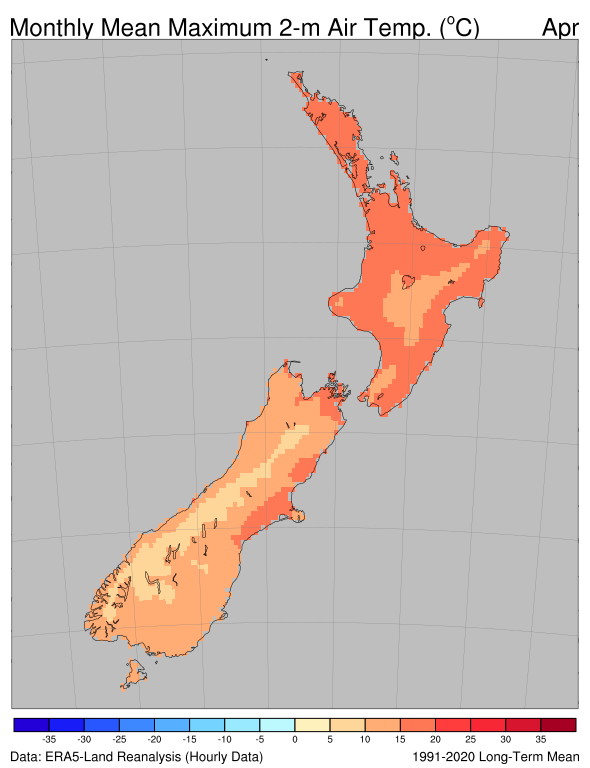 Monthly Mean Maximum 2-m Air Temp. (°C) Apr
-35 -30 -25 -20 -15 -10 -5 0 5 10 15 20 25 30 35
Data: ERA5-Land Reanalysis (Hourly Data) 1991-2020 Long-Term Mean